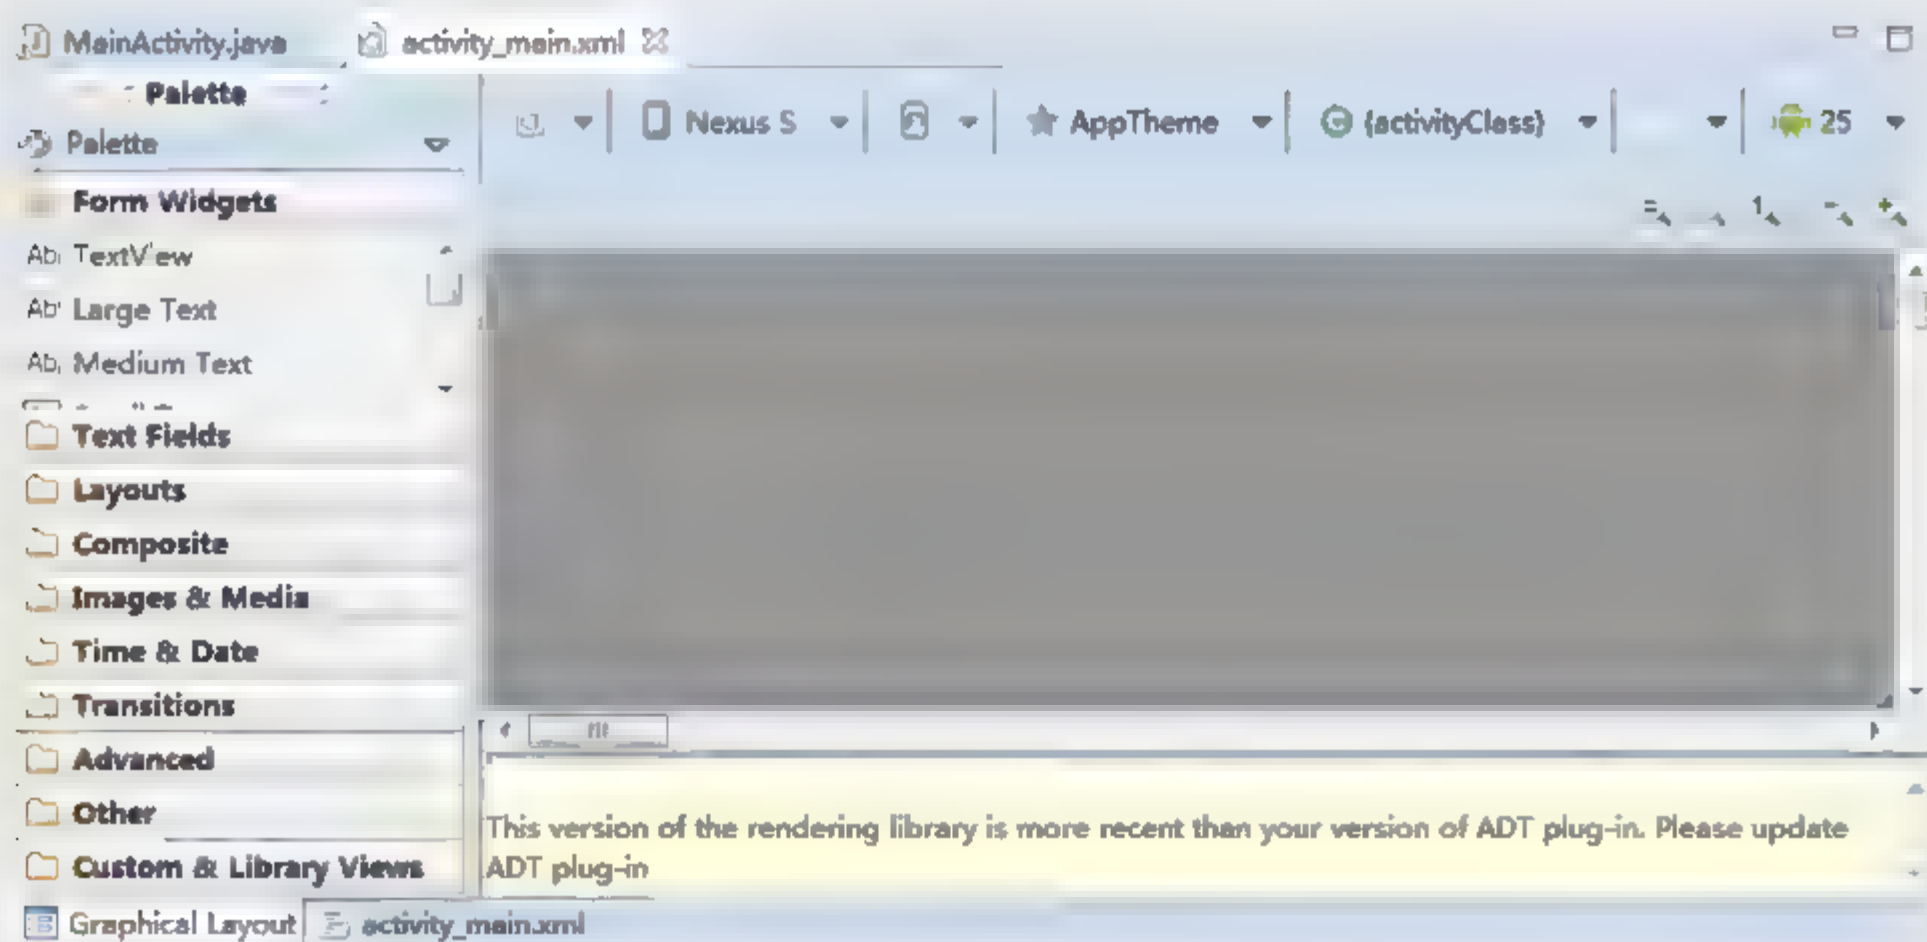 MainActivity.java activity_main.xml
Palette
Palette
Nexus S AppTheme {activityClass} 25
Form Widgets
TextView
Large Text
Medium Text
Text Fields
Layouts
Composite
Images & Media
Time & Date
Transitions
Advanced
Other
Custom & Library Views
This version of the rendering library is more recent than your version of ADT plug-in. Please update
ADT plug-in
Graphical Layout activity_main.xml